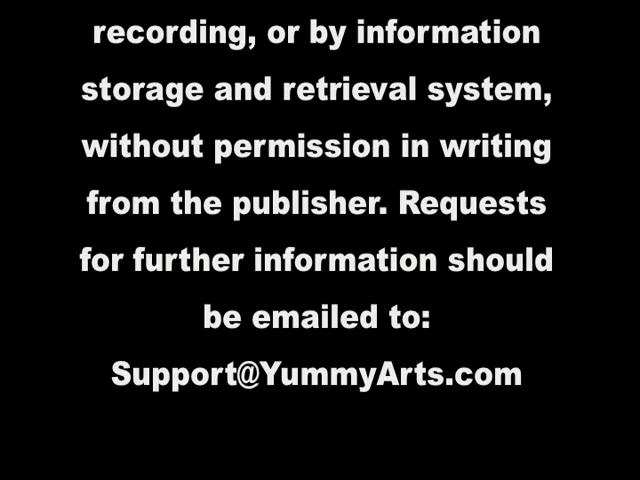 recording, or by information
storage and retrieval system,
without permission in writing
from the publisher. Requests
for further information should
be emailed to:
Support@YummyArts.com